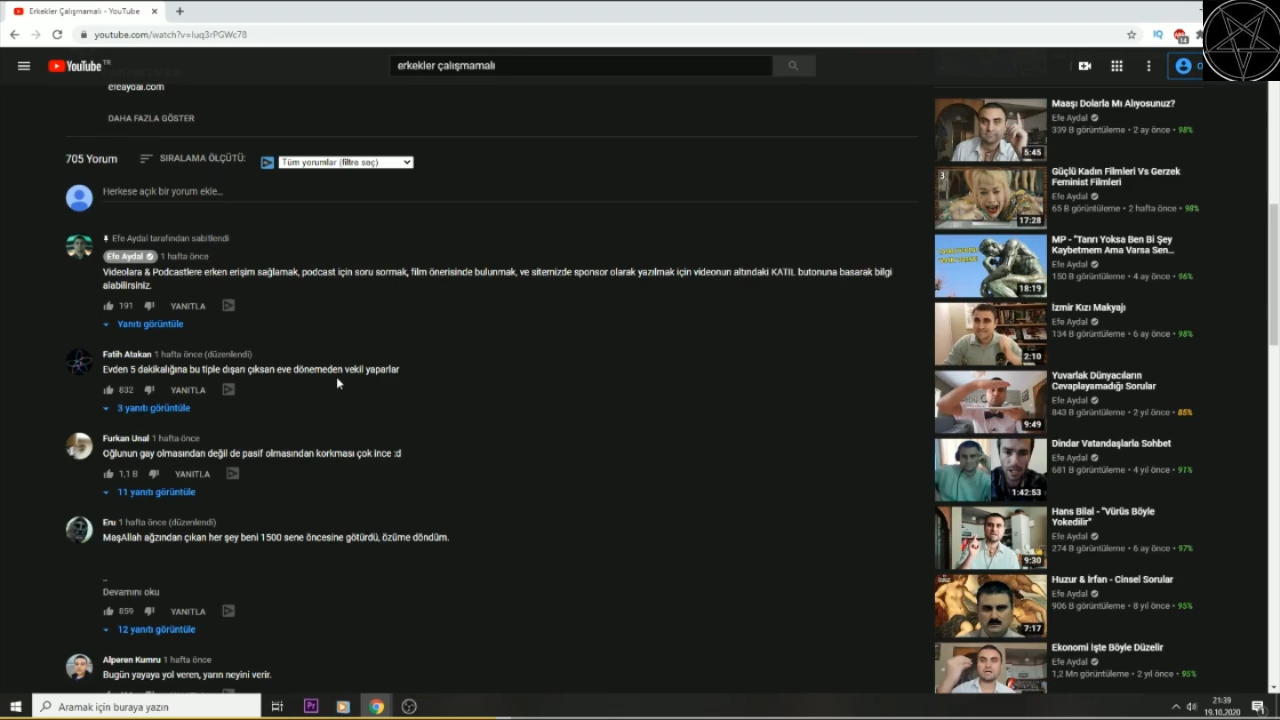 Erkekler Çalışmamalı - YouTube
youtube.com/watch?v=Iuq3rPGWc78
YouTube TR
erkekler çalışmamalı
efeaydal.com
DAHA FAZLA GÖSTER
705 Yorum
SIRALAMA ÖLÇÜTÜ:
Tüm yorumlar (filtre seç)
Herkese açık bir yorum ekle...
Efe Aydal tarafından sabitlendi
Efe Aydal 1 hafta önce
Videolara & Podcastlere erken erişim sağlamak, podcast için soru sormak, film önerisinde bulunmak, ve sitemizde sponsor olarak yazılmak için videonun altındaki KATIL butonuna basarak bilgi
alabilirsiniz.
191 YANITLA
Yanıtı görüntüle
Fatih Atakan 1 hafta önce (düzenlendi)
Evden 5 dakikalığına bu tiple dışarı çıksan eve dönemeden vekil yaparlar
832 YANITLA
3 yanıtı görüntüle
Furkan Unal 1 hafta önce
Oğlunun gay olmasından değil de pasif olmasından korkması çok ince :d
1,1 B YANITLA
11 yanıtı görüntüle
Eru 1 hafta önce (düzenlendi)
MaşAllah ağzından çıkan her şey beni 1500 sene öncesine götürdü, özüme döndüm.
..
Devamını oku
859 YANITLA
12 yanıtı görüntüle
Alperen Kumru 1 hafta önce
Bugün yayaya yol veren, yarın neyini verir.
Maaşı Dolarla Mı Alıyosunuz?
Efe Aydal
339 B görüntüleme • 2 ay önce • 98%
5:45
Güçlü Kadın Filmleri Vs Gerzek
Feminist Filmleri
Efe Aydal
65 B görüntüleme • 2 hafta önce • 98%
3
17:28
MP - "Tanrı Yoksa Ben Bi Şey
Kaybetmem Ama Varsa Sen...
Efe Aydal
150 B görüntüleme • 4 ay önce • 96%
18:19
İzmir Kızı Makyajı
Efe Aydal
134 B görüntüleme • 6 ay önce • 98%
2:10
Yuvarlak Dünyacıların
Cevaplayamadığı Sorular
Efe Aydal
843 B görüntüleme • 2 yıl önce • 85%
9:49
Dindar Vatandaşlarla Sohbet
Efe Aydal
681 B görüntüleme • 4 yıl önce • 91%
1:42:53
Hans Bilal - "Vürüs Böyle
Yokedilir"
Efe Aydal
274 B görüntüleme • 6 ay önce • 97%
9:30
Huzur & İrfan - Cinsel Sorular
Efe Aydal
906 B görüntüleme • 8 yıl önce • 95%
7:17
Ekonomi İşte Böyle Düzelir
Efe Aydal
1,2 Mn görüntüleme • 2 yıl önce • 95%
Aramak için buraya yazın
Pr
21:39
19.10.2020